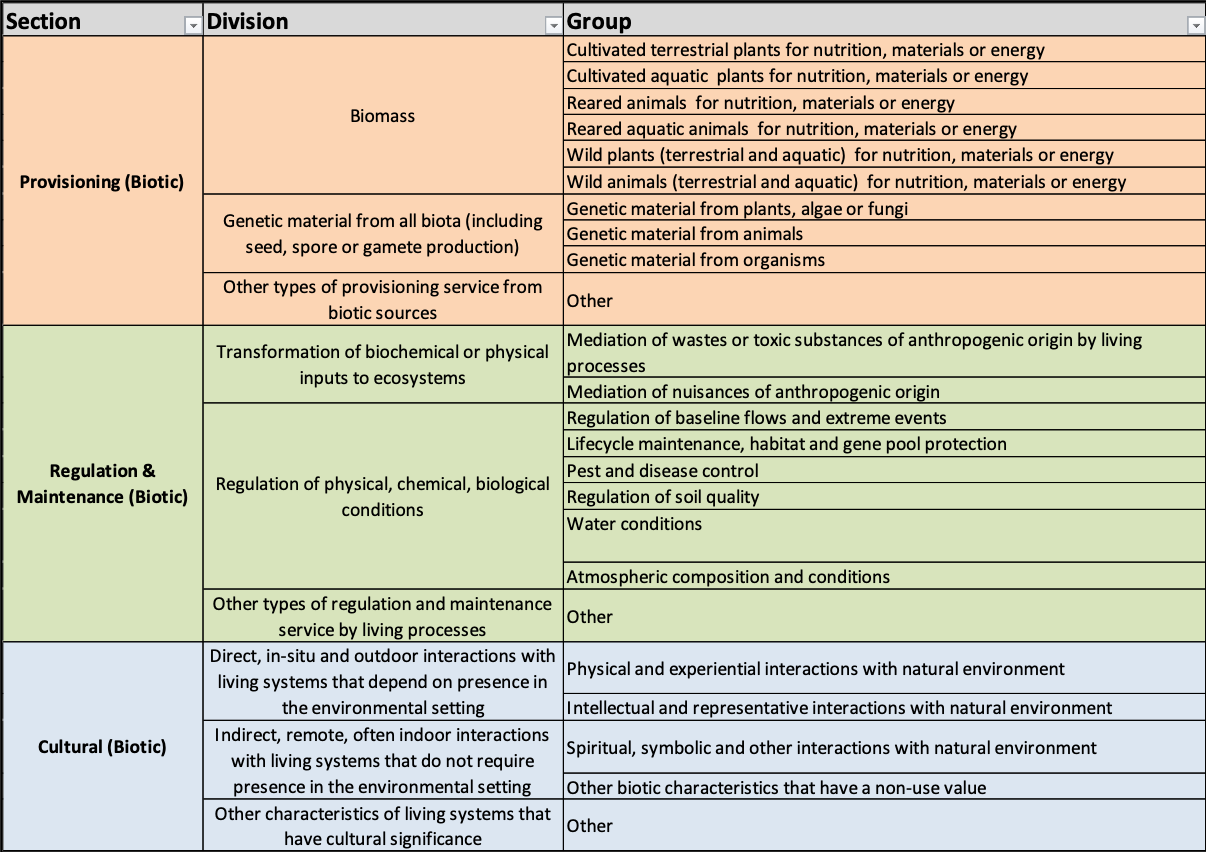 Section
Division
Group
Provisioning (Biotic)
Biomass
Cultivated terrestrial plants for nutrition, materials or energy
Cultivated aquatic  plants for nutrition, materials or energy
Reared animals  for nutrition, materials or energy
Reared aquatic animals  for nutrition, materials or energy
Wild plants (terrestrial and aquatic)  for nutrition, materials or energy
Wild animals (terrestrial and aquatic)  for nutrition, materials or energy
Genetic material from all biota (including
seed, spore or gamete production)
Genetic material from plants, algae or fungi
Genetic material from animals
Genetic material from organisms
Other types of provisioning service from
biotic sources
Other
Regulation &
Maintenance (Biotic)
Transformation of biochemical or physical
inputs to ecosystems
Mediation of wastes or toxic substances of anthropogenic origin by living
processes
Mediation of nuisances of anthropogenic origin
Regulation of physical, chemical, biological
conditions
Regulation of baseline flows and extreme events
Lifecycle maintenance, habitat and gene pool protection
Pest and disease control
Regulation of soil quality
Water conditions
Atmospheric composition and conditions
Other types of regulation and maintenance
service by living processes
Other
Cultural (Biotic)
Direct, in-situ and outdoor interactions with
living systems that depend on presence in
the environmental setting
Physical and experiential interactions with natural environment
Intellectual and representative interactions with natural environment
Indirect, remote, often indoor interactions
with living systems that do not require
presence in the environmental setting
Spiritual, symbolic and other interactions with natural environment
Other biotic characteristics that have a non-use value
Other characteristics of living systems that
have cultural significance
Other